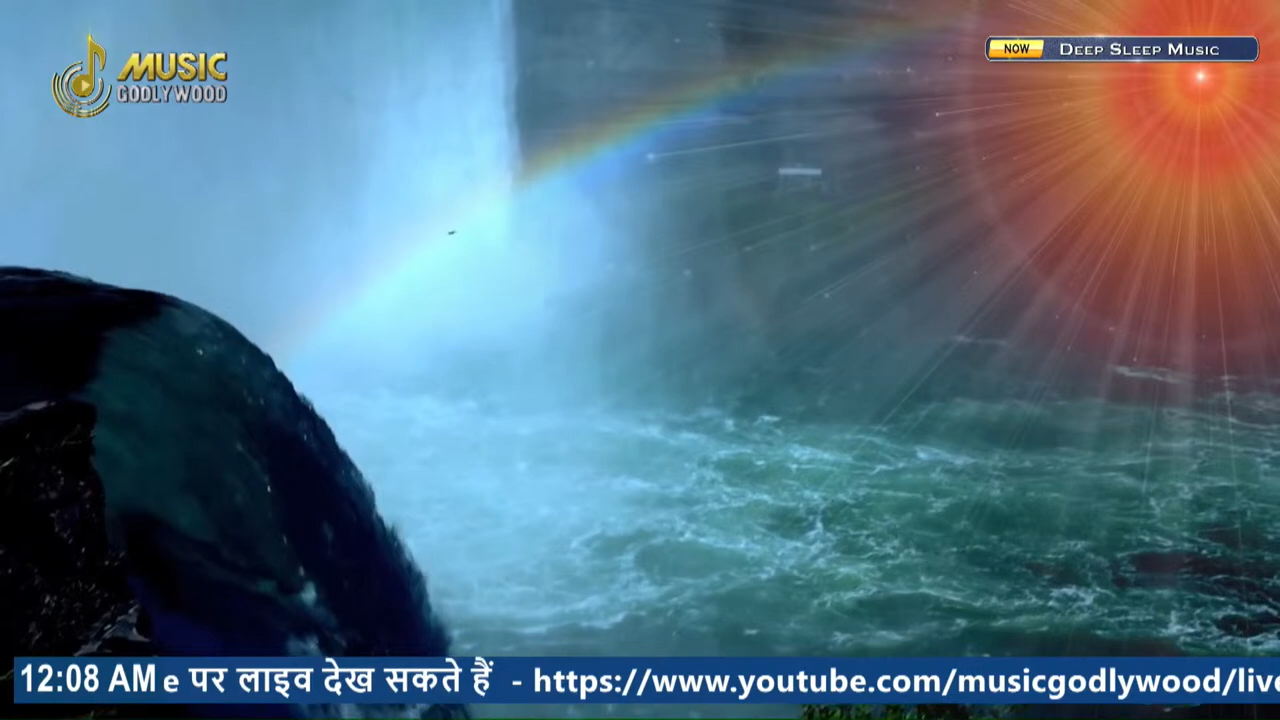 MUSIC
GODLYWOOD
NOW DEEP SLEEP MUSIC
12:08 AM e पर लाइव देख सकते हैं - https://www.youtube.com/musicgodlywood/live